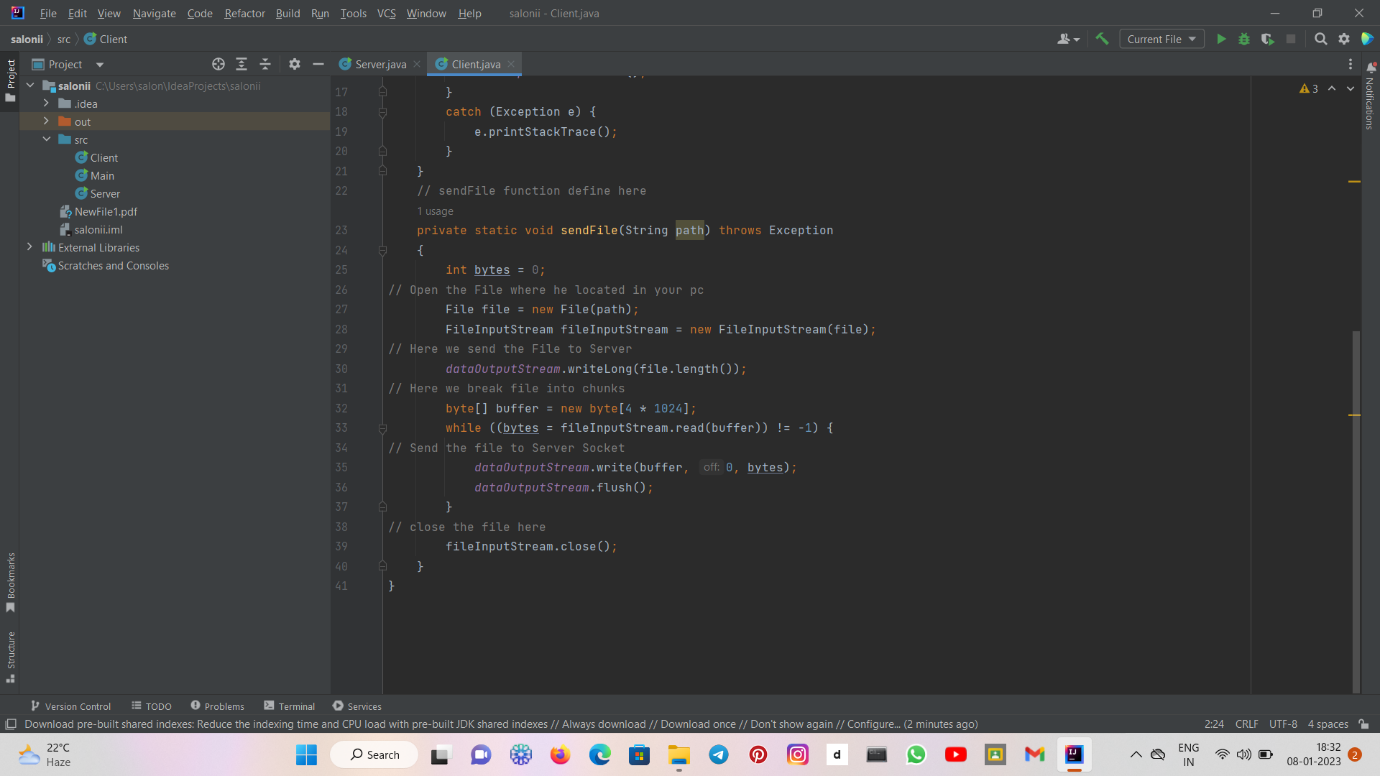 File Edit View Navigate Code Refactor Build Run Tools VCS Window Help salonii - Client.java
salonii src Client Current File
Project
Project
Server.java
Client.java
Notifications
salonii C:\Users\salon\IdeaProjects\salonii
.idea
out
src
Client
Main
Server
NewFile1.pdf
salonii.iml
External Libraries
Scratches and Consoles
3
17 }
18 catch (Exception e) {
19 e.printStackTrace();
20 }
21 }
22 // sendFile function define here
1 usage
23 private static void sendFile(String path) throws Exception
24 {
25 int bytes = 0;
26 // Open the File where he located in your pc
27 File file = new File(path);
28 FileInputStream fileInputStream = new FileInputStream(file);
29 // Here we send the File to Server
30 dataOutputStream.writeLong(file.length());
31 // Here we break file into chunks
32 byte[] buffer = new byte[4 * 1024];
33 while ((bytes = fileInputStream.read(buffer)) != -1) {
34 // Send the file to Server Socket
35 dataOutputStream.write(buffer, off: 0, bytes);
36 dataOutputStream.flush();
37 }
38 // close the file here
39 fileInputStream.close();
40 }
41 }
Bookmarks
Structure
Version Control TODO Problems Terminal Services
Download pre-built shared indexes: Reduce the indexing time and CPU load with pre-built JDK shared indexes // Always download // Download once // Don't show again // Configure... (2 minutes ago) 2:24 CRLF UTF-8 4 spaces
22°C
Haze
Search
d
ENG
IN
18:32
08-01-2023
2